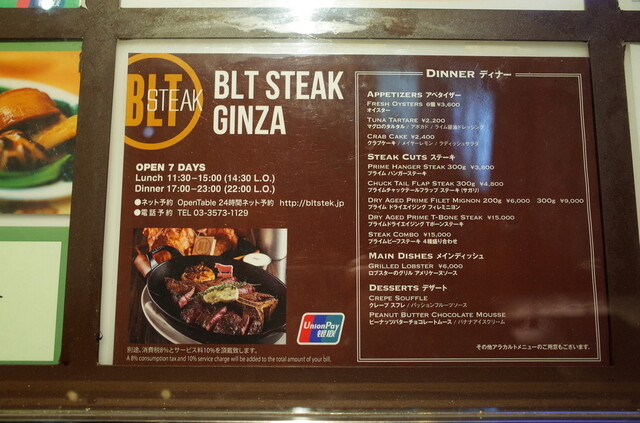 BLT
STEAK
BLT STEAK
GINZA
OPEN 7 DAYS
Lunch 11:30–15:00 (14:30 L.O.)
Dinner 17:00–23:00 (22:00 L.O.)
●ネット予約 OpenTable 24時間ネット予約 http://bltstek.jp
●電話予約 TEL 03-3573-1129
UnionPay
银联
別途、消費税8%とサービス料10%を頂戴致します。
A 8% consumption tax and 10% service charge will be added to the total amount of your bill.
DINNER ディナー
APPETIZERS アペタイザー
FRESH OYSTERS 6個 ¥3,600
オイスター
TUNA TARTARE ¥2,200
マグロのタルタル / アボカド / ライム醤油ドレッシング
CRAB CAKE ¥2,400
クラブケーキ / メイヤーレモン / ラディッシュサラダ
STEAK CUTS ステーキ
PRIME HANGER STEAK 300g ¥3,800
プライム ハンガーステーキ
CHUCK TAIL FLAP STEAK 300g ¥4,800
プライムチャックテールフラップ ステーキ (サガリ)
DRY AGED PRIME FILET MIGNON 200g ¥6,000 300g ¥9,000
プライム ドライエイジング フィレミニヨン
DRY AGED PRIME T-BONE STEAK ¥15,000
プライムドライエイジング Tボーンステーキ
STEAK COMBO ¥15,000
プライムビーフステーキ 4種盛り合わせ
MAIN DISHES メインディッシュ
GRILLED LOBSTER ¥6,000
ロブスターのグリル アメリケーヌソース
DESSERTS デザート
CREPE SOUFFLE
クレープ スフレ / パッションフルーツソース
PEANUT BUTTER CHOCOLATE MOUSSE
ピーナッツバターチョコレートムース / バナナアイスクリーム
その他アラカルトメニューのご用意もございます。